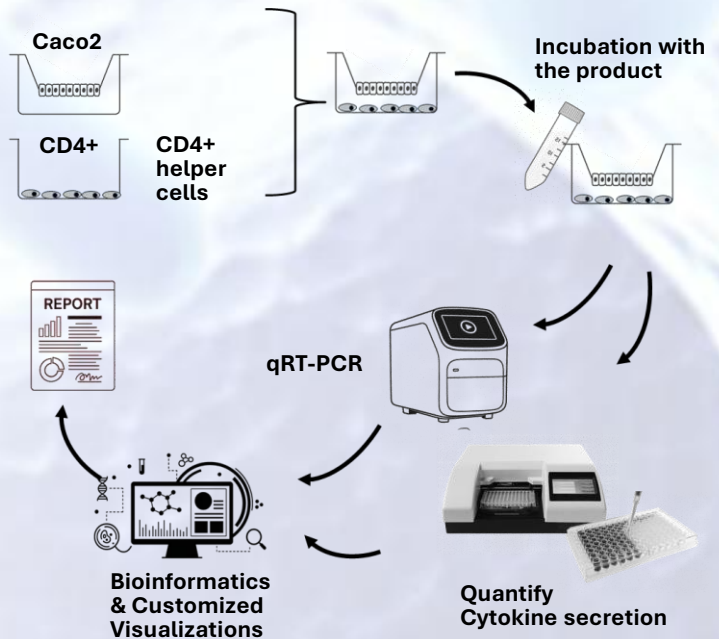 Caco2
CD4+
CD4+
helper
cells
Incubation with
the product
REPORT
qRT-PCR
Bioinformatics
& Customized
Visualizations
Quantify
Cytokine secretion